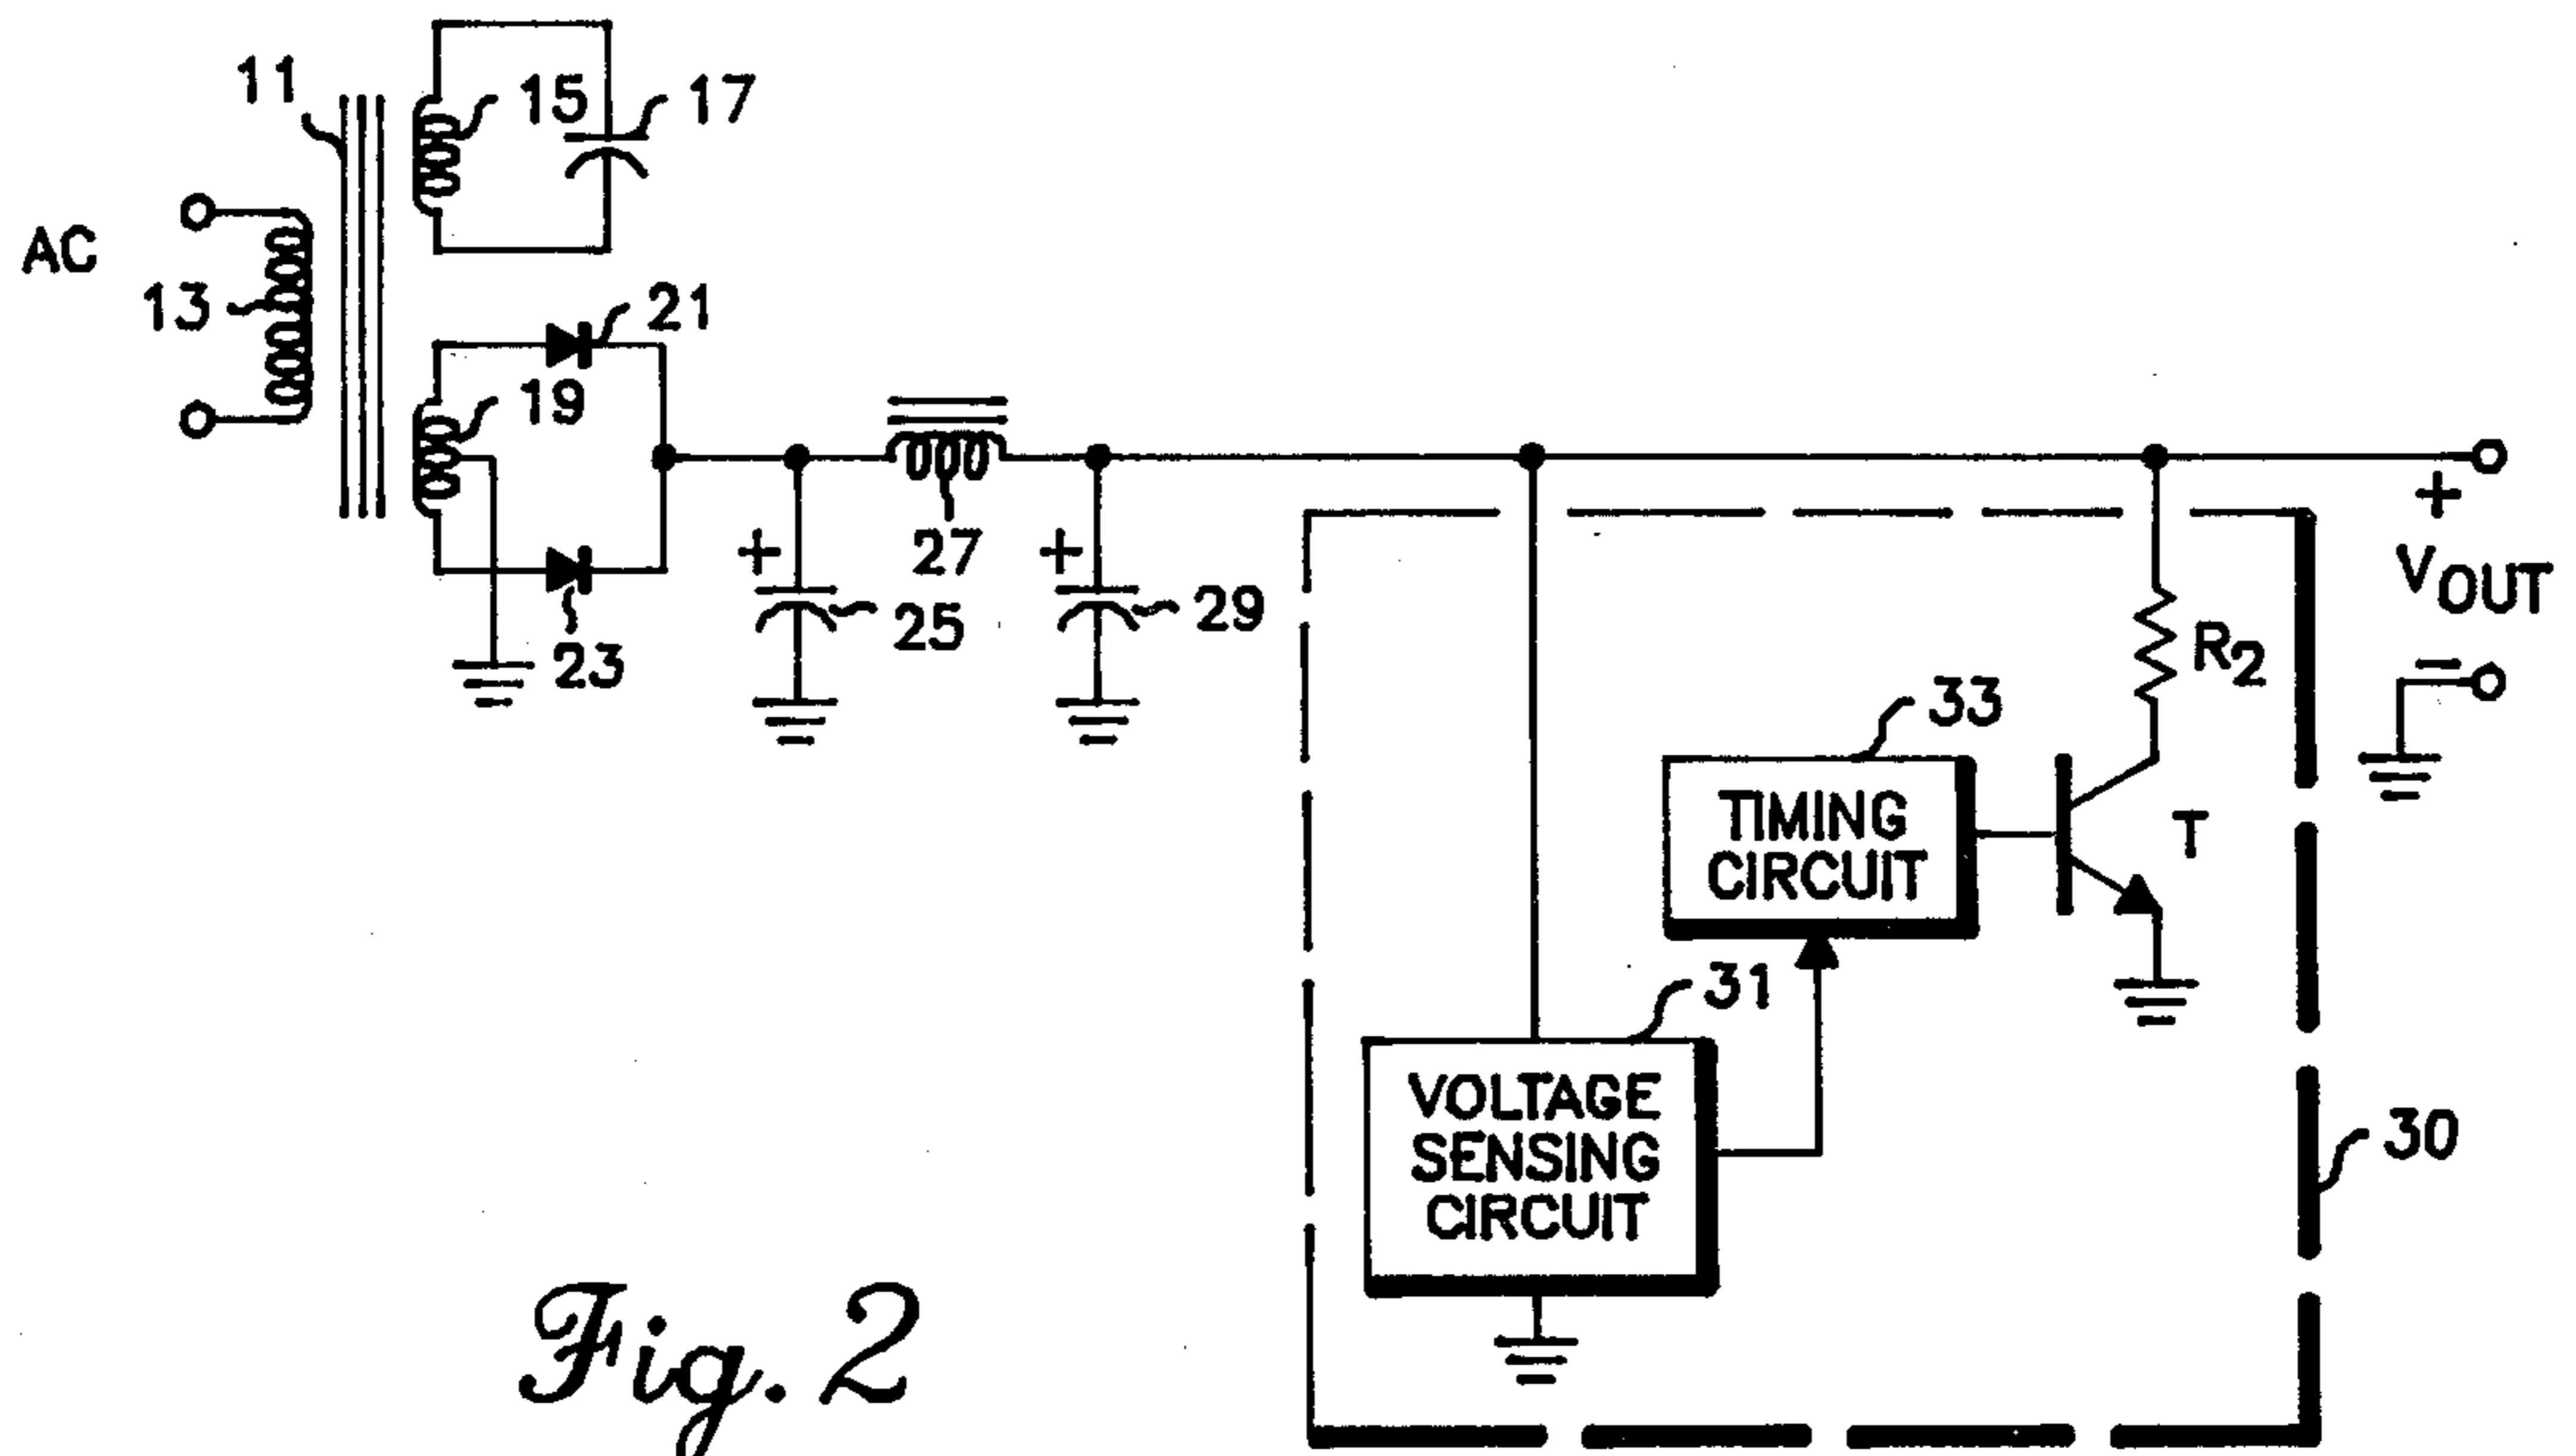 11
15
17
AC
13
21
19
23
25
27
29
+
+
+
VOUT
−
R2
33
TIMING
CIRCUIT
T
31
VOLTAGE
SENSING
CIRCUIT
30
Fig. 2